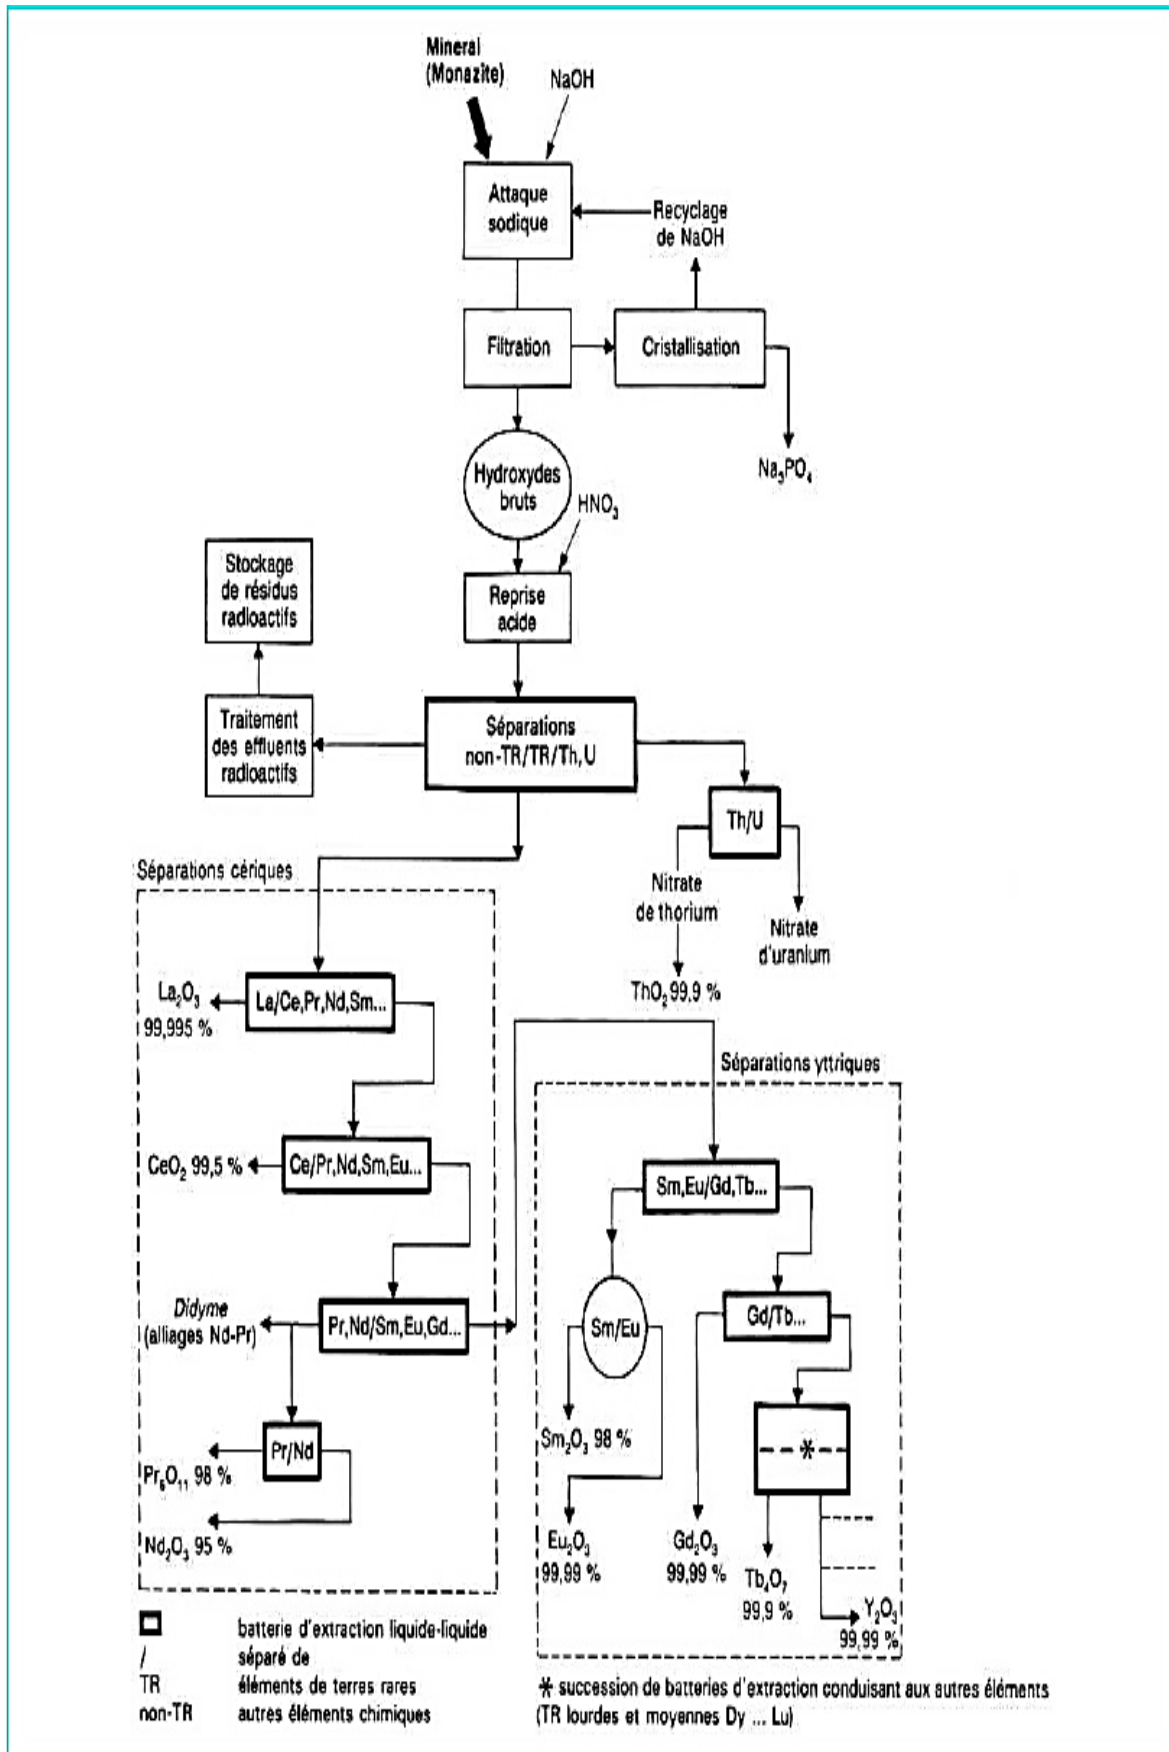 Mineral
(Monazite)
NaOH
Attaque
sodique
Recyclage
de NaOH
Filtration
Cristallisation
Na₃PO₄
Hydroxydes
bruts
HNO₃
Reprise
acide
Stockage
de résidus
radioactifs
Traitement
des effluents
radioactifs
Séparations
non-TR/TR/Th,U
Th/U
Nitrate
de thorium
Nitrate
d'uranium
ThO₂ 99,9 %
Séparations cériques
La₂O₃
99,995 %
La/Ce,Pr,Nd,Sm...
CeO₂ 99,5 %
Ce/Pr,Nd,Sm,Eu...
Didyme
(alliages Nd-Pr)
Pr,Nd/Sm,Eu,Gd...
Pr/Nd
Pr₆O₁₁ 98 %
Nd₂O₃ 95 %
Séparations yttriques
Sm,Eu/Gd,Tb...
Sm/Eu
Gd/Tb...
Sm₂O₃ 98 %
*
Eu₂O₃
99,99 %
Gd₂O₃
99,99 %
Tb₄O₇
99,9 %
Y₂O₃
99,99 %
batterie d'extraction liquide-liquide
/ séparé de
TR éléments de terres rares
non-TR autres éléments chimiques
* succession de batteries d'extraction conduisant aux autres éléments
(TR lourdes et moyennes Dy ... Lu)